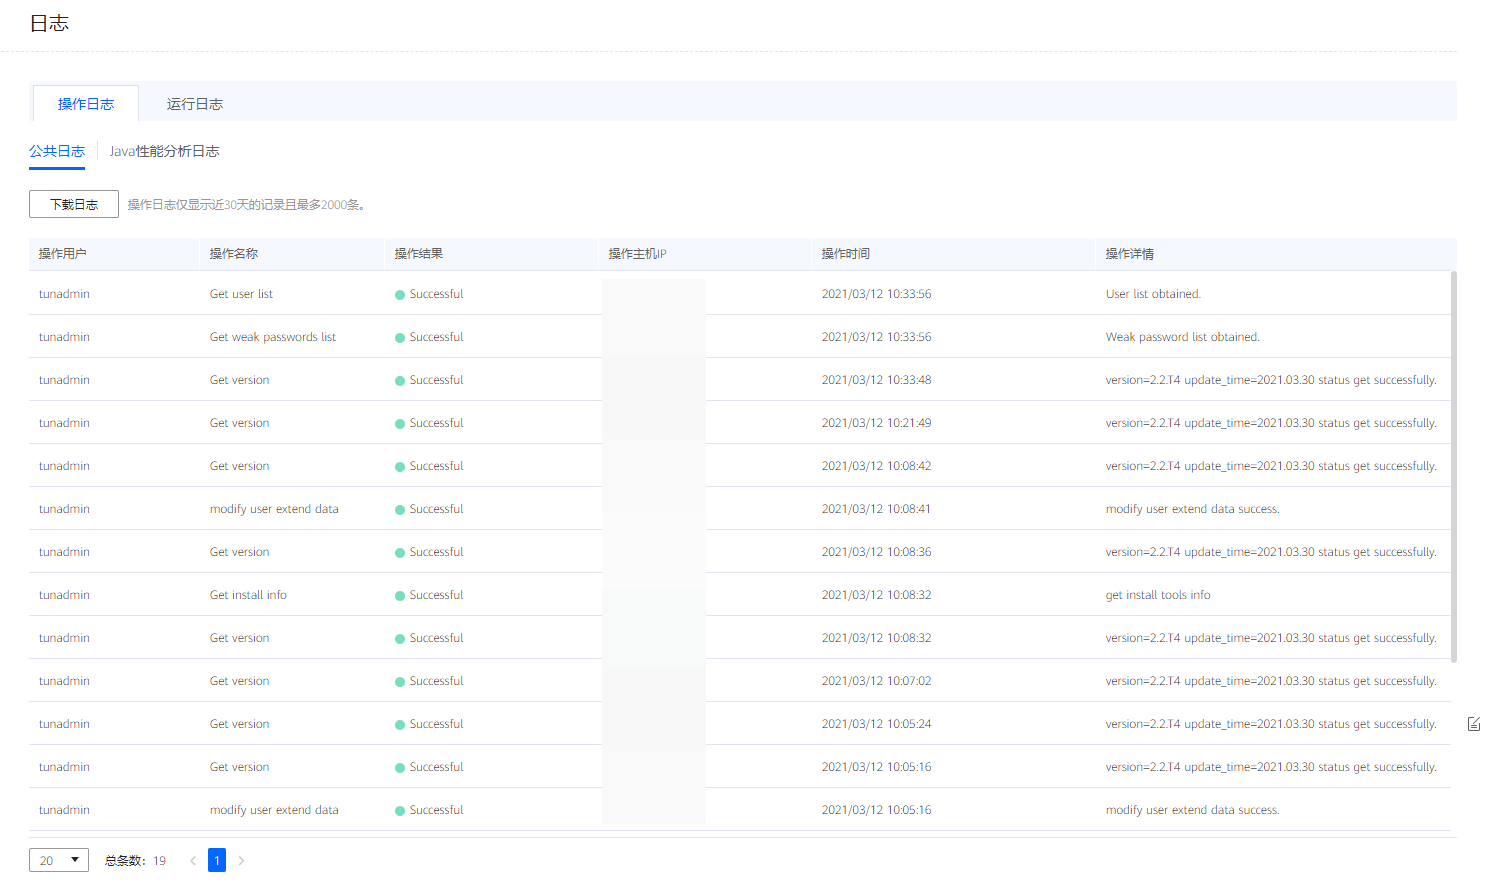 日志
操作日志 运行日志
公共日志 Java性能分析日志
下载日志 操作日志仅显示近30天的记录且最多2000条。
操作用户 操作名称 操作结果 操作主机IP 操作时间 操作详情
tunadmin Get user list Successful 2021/03/12 10:33:56 User list obtained.
tunadmin Get weak passwords list Successful 2021/03/12 10:33:56 Weak password list obtained.
tunadmin Get version Successful 2021/03/12 10:33:48 version=2.2.T4 update_time=2021.03.30 status get successfully.
tunadmin Get version Successful 2021/03/12 10:21:49 version=2.2.T4 update_time=2021.03.30 status get successfully.
tunadmin Get version Successful 2021/03/12 10:08:42 version=2.2.T4 update_time=2021.03.30 status get successfully.
tunadmin modify user extend data Successful 2021/03/12 10:08:41 modify user extend data success.
tunadmin Get version Successful 2021/03/12 10:08:36 version=2.2.T4 update_time=2021.03.30 status get successfully.
tunadmin Get install info Successful 2021/03/12 10:08:32 get install tools info
tunadmin Get version Successful 2021/03/12 10:08:32 version=2.2.T4 update_time=2021.03.30 status get successfully.
tunadmin Get version Successful 2021/03/12 10:07:02 version=2.2.T4 update_time=2021.03.30 status get successfully.
tunadmin Get version Successful 2021/03/12 10:05:24 version=2.2.T4 update_time=2021.03.30 status get successfully.
tunadmin Get version Successful 2021/03/12 10:05:16 version=2.2.T4 update_time=2021.03.30 status get successfully.
tunadmin modify user extend data Successful 2021/03/12 10:05:16 modify user extend data success.
20 总条数：19 1